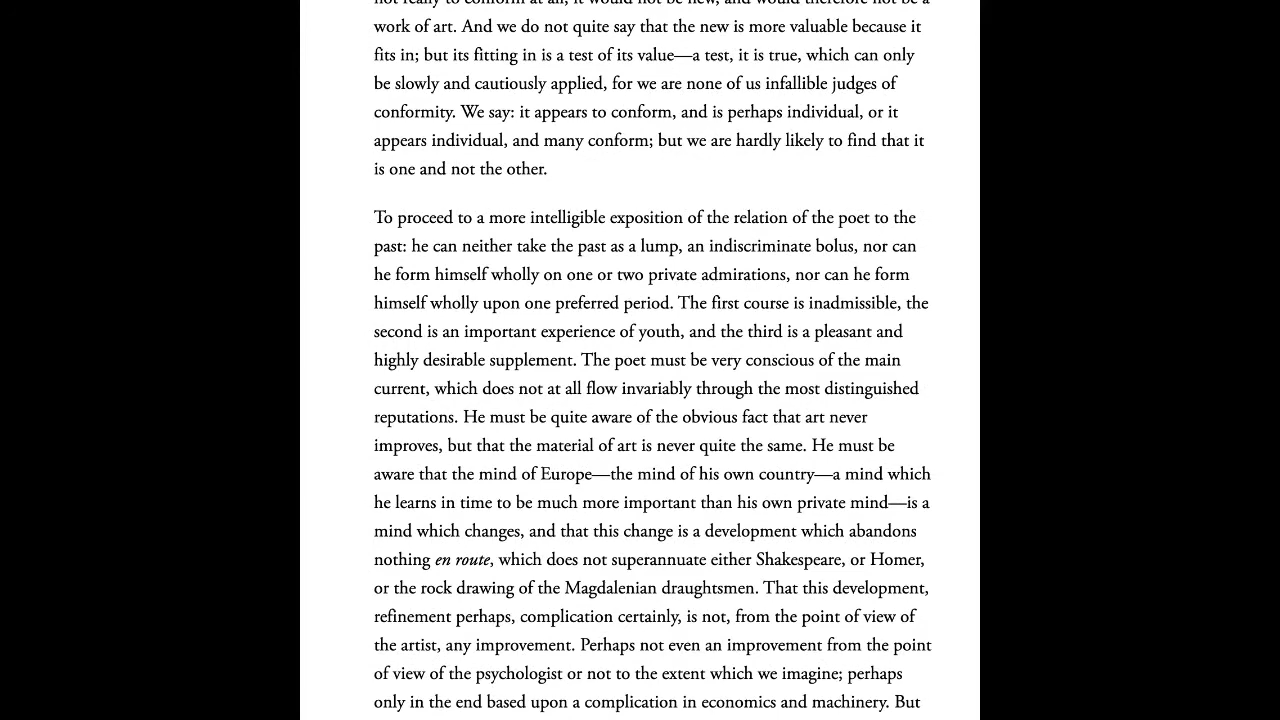 not really to conform at all; it would not be new, and would therefore not be a
work of art. And we do not quite say that the new is more valuable because it
fits in; but its fitting in is a test of its value—a test, it is true, which can only
be slowly and cautiously applied, for we are none of us infallible judges of
conformity. We say: it appears to conform, and is perhaps individual, or it
appears individual, and many conform; but we are hardly likely to find that it
is one and not the other.
To proceed to a more intelligible exposition of the relation of the poet to the
past: he can neither take the past as a lump, an indiscriminate bolus, nor can
he form himself wholly on one or two private admirations, nor can he form
himself wholly upon one preferred period. The first course is inadmissible, the
second is an important experience of youth, and the third is a pleasant and
highly desirable supplement. The poet must be very conscious of the main
current, which does not at all flow invariably through the most distinguished
reputations. He must be quite aware of the obvious fact that art never
improves, but that the material of art is never quite the same. He must be
aware that the mind of Europe—the mind of his own country—a mind which
he learns in time to be much more important than his own private mind—is a
mind which changes, and that this change is a development which abandons
nothing en route, which does not superannuate either Shakespeare, or Homer,
or the rock drawing of the Magdalenian draughtsmen. That this development,
refinement perhaps, complication certainly, is not, from the point of view of
the artist, any improvement. Perhaps not even an improvement from the point
of view of the psychologist or not to the extent which we imagine; perhaps
only in the end based upon a complication in economics and machinery. But